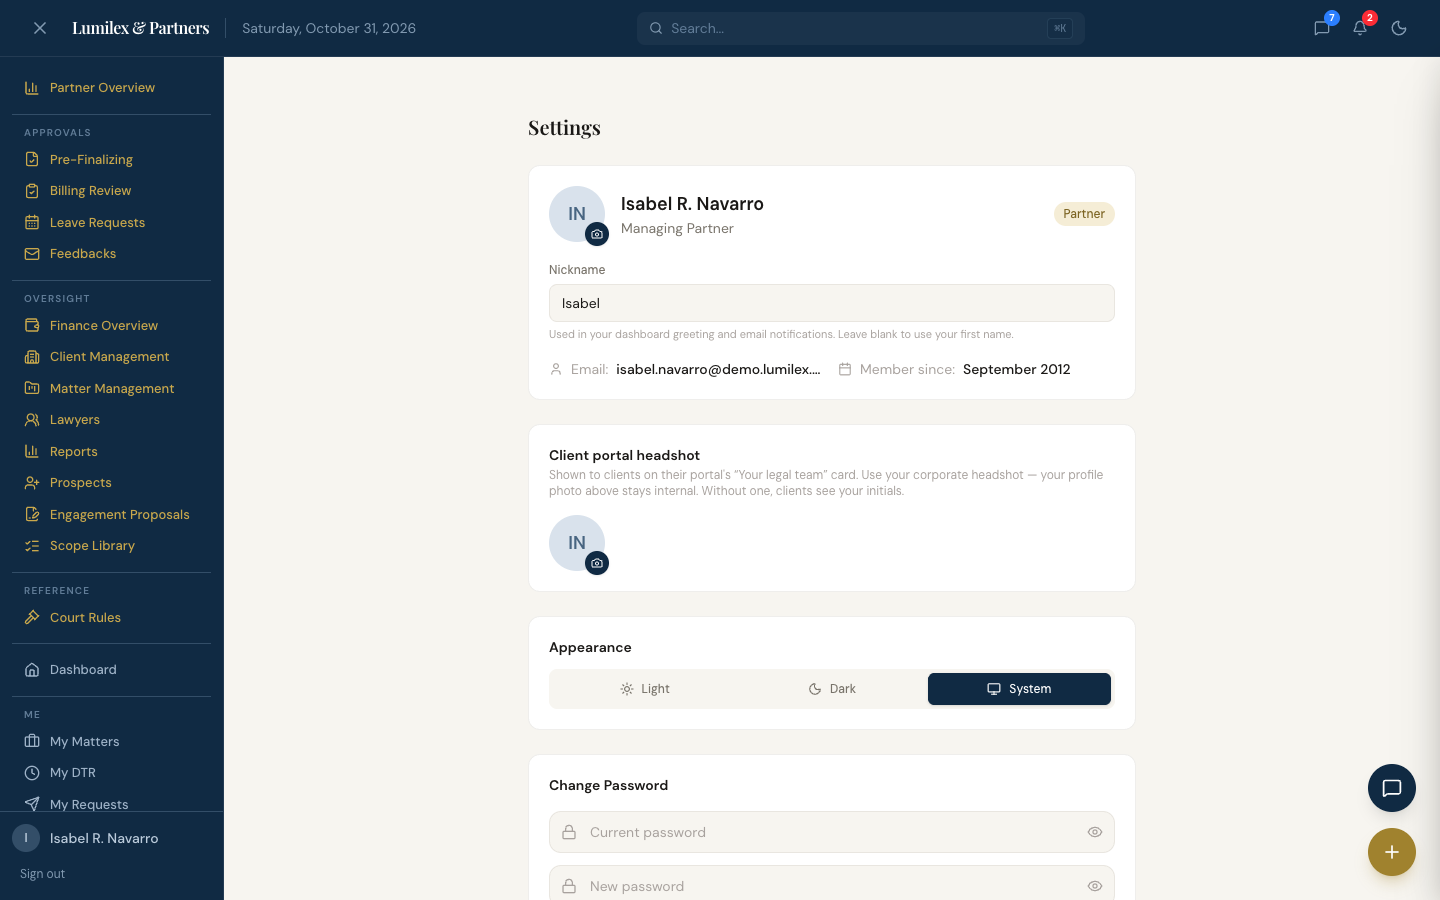 Lumilex & Partners
Saturday, October 31, 2026
Search...
⌘K
7
2
Partner Overview
APPROVALS
Pre-Finalizing
Billing Review
Leave Requests
Feedbacks
OVERSIGHT
Finance Overview
Client Management
Matter Management
Lawyers
Reports
Prospects
Engagement Proposals
Scope Library
REFERENCE
Court Rules
Dashboard
ME
My Matters
My DTR
My Requests
I
Isabel R. Navarro
Sign out
Settings
IN
Isabel R. Navarro
Managing Partner
Partner
Nickname
Isabel
Used in your dashboard greeting and email notifications. Leave blank to use your first name.
Email: isabel.navarro@demo.lumilex....
Member since: September 2012
Client portal headshot
Shown to clients on their portal's “Your legal team” card. Use your corporate headshot — your profile
photo above stays internal. Without one, clients see your initials.
IN
Appearance
Light
Dark
System
Change Password
Current password
New password